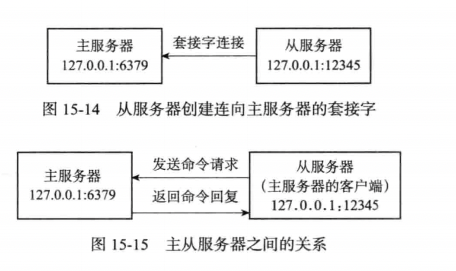 主服务器
127.0.0.1:6379
套接字连接
从服务器
127.0.0.1:12345
图 15-14 从服务器创建连向主服务器的套接字
主服务器
127.0.0.1:6379
发送命令请求
返回命令回复
从服务器
(主服务器的客户端)
127.0.0.1:12345
图 15-15 主从服务器之间的关系